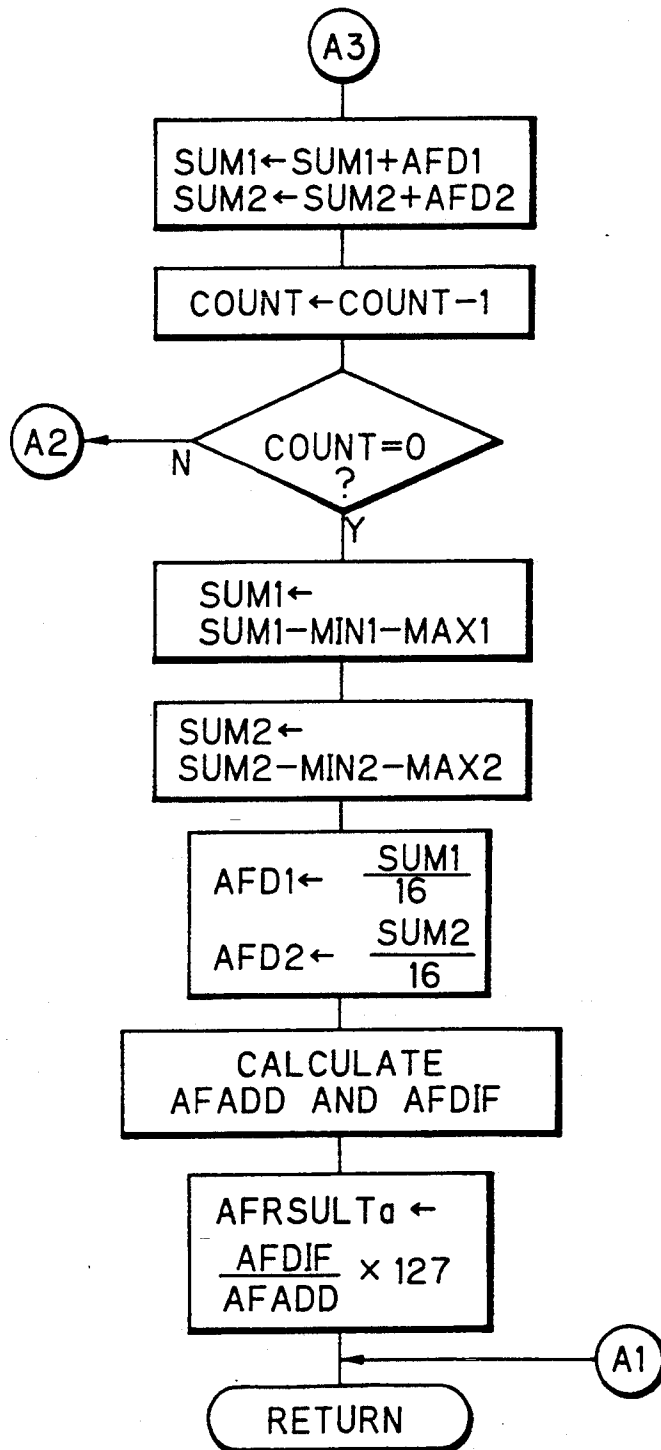 A3
SUM1←SUM1+AFD1
SUM2←SUM2+AFD2
COUNT←COUNT-1
A2
N
COUNT=0
?
Y
SUM1←
SUM1-MIN1-MAX1
SUM2←
SUM2-MIN2-MAX2
AFD1← SUM1
16
AFD2← SUM2
16
CALCULATE
AFADD AND AFDIF
AFRSULTa ←
AFDIF
AFADD × 127
A1
RETURN